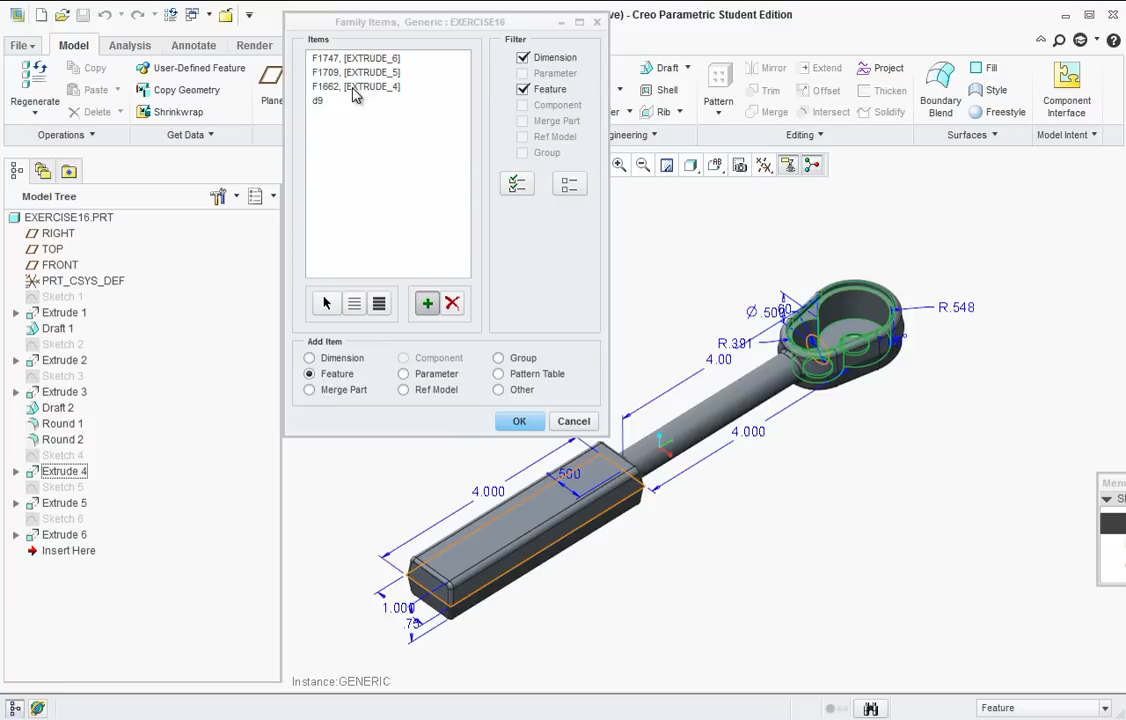 Family Items, Generic : EXERCISE16
ve) - Creo Parametric Student Edition
File
Model
Analysis
Annotate
Render
Regenerate
Copy
Paste
Delete
User-Defined Feature
Copy Geometry
Shrinkwrap
Plane
Operations
Get Data
Draft
Shell
Rib
Pattern
Mirror
Extend
Project
Trim
Offset
Thicken
Merge
Intersect
Solidify
Boundary
Blend
Fill
Style
Freestyle
Component
Interface
ngineering
Editing
Surfaces
Model Intent
Items
F1747, [EXTRUDE_6]
F1709, [EXTRUDE_5]
F1662, [EXTRUDE_4]
d9
Filter
Dimension
Parameter
Feature
Component
Merge Part
Ref Model
Group
Add Item
Dimension
Component
Group
Feature
Parameter
Pattern Table
Merge Part
Ref Model
Other
OK
Cancel
Model Tree
EXERCISE16.PRT
RIGHT
TOP
FRONT
PRT_CSYS_DEF
Sketch 1
Extrude 1
Draft 1
Sketch 2
Extrude 2
Sketch 3
Extrude 3
Draft 2
Round 1
Round 2
Sketch 4
Extrude 4
Sketch 5
Extrude 5
Sketch 6
Extrude 6
Insert Here
R.548
R.391
4.00
4.000
4.000
.500
1.000
.75
Menu
Instance:GENERIC
Feature